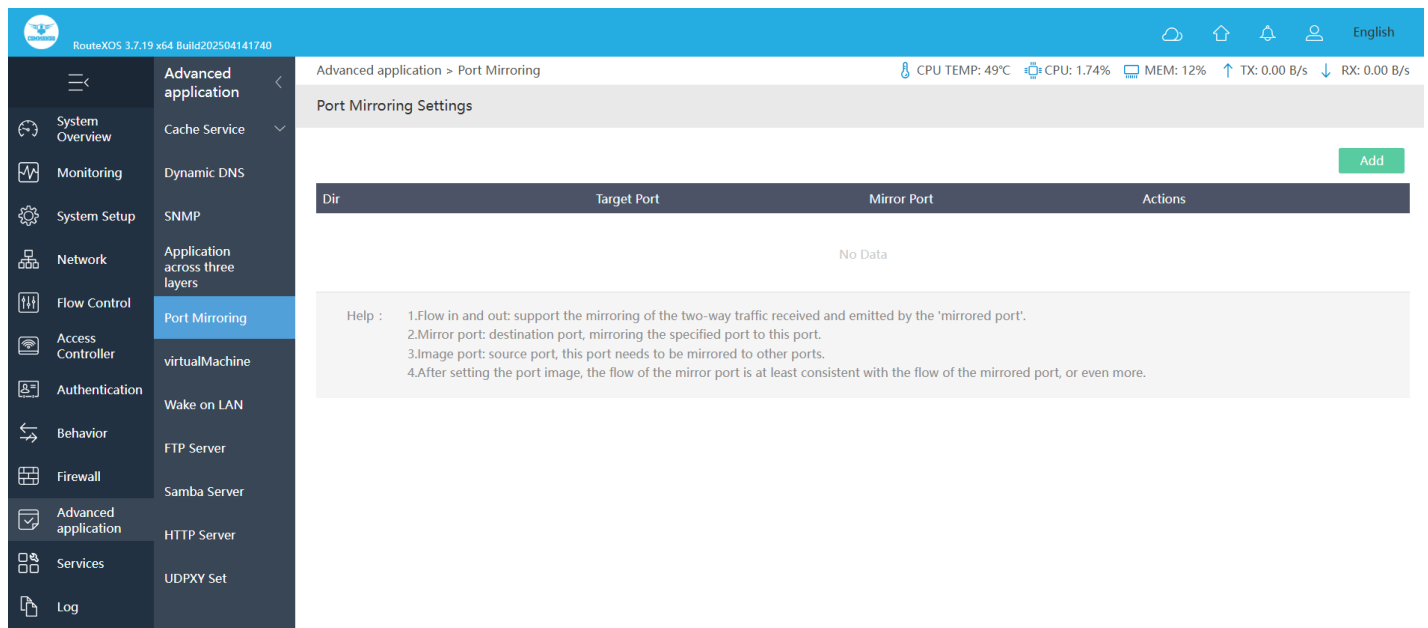 RouteXOS 3.7.19 x64 Build202504141740
English
Advanced application
Advanced application > Port Mirroring
CPU TEMP: 49℃ CPU: 1.74% MEM: 12% TX: 0.00 B/s RX: 0.00 B/s
Port Mirroring Settings
System Overview
Monitoring
System Setup
Network
Flow Control
Access Controller
Authentication
Behavior
Firewall
Advanced application
Services
Log
Cache Service
Dynamic DNS
SNMP
Application across three layers
Port Mirroring
virtualMachine
Wake on LAN
FTP Server
Samba Server
HTTP Server
UDPXY Set
Add
Dir Target Port Mirror Port Actions
No Data
Help : 1.Flow in and out: support the mirroring of the two-way traffic received and emitted by the 'mirrored port'.
2.Mirror port: destination port, mirroring the specified port to this port.
3.Image port: source port, this port needs to be mirrored to other ports.
4.After setting the port image, the flow of the mirror port is at least consistent with the flow of the mirrored port, or even more.